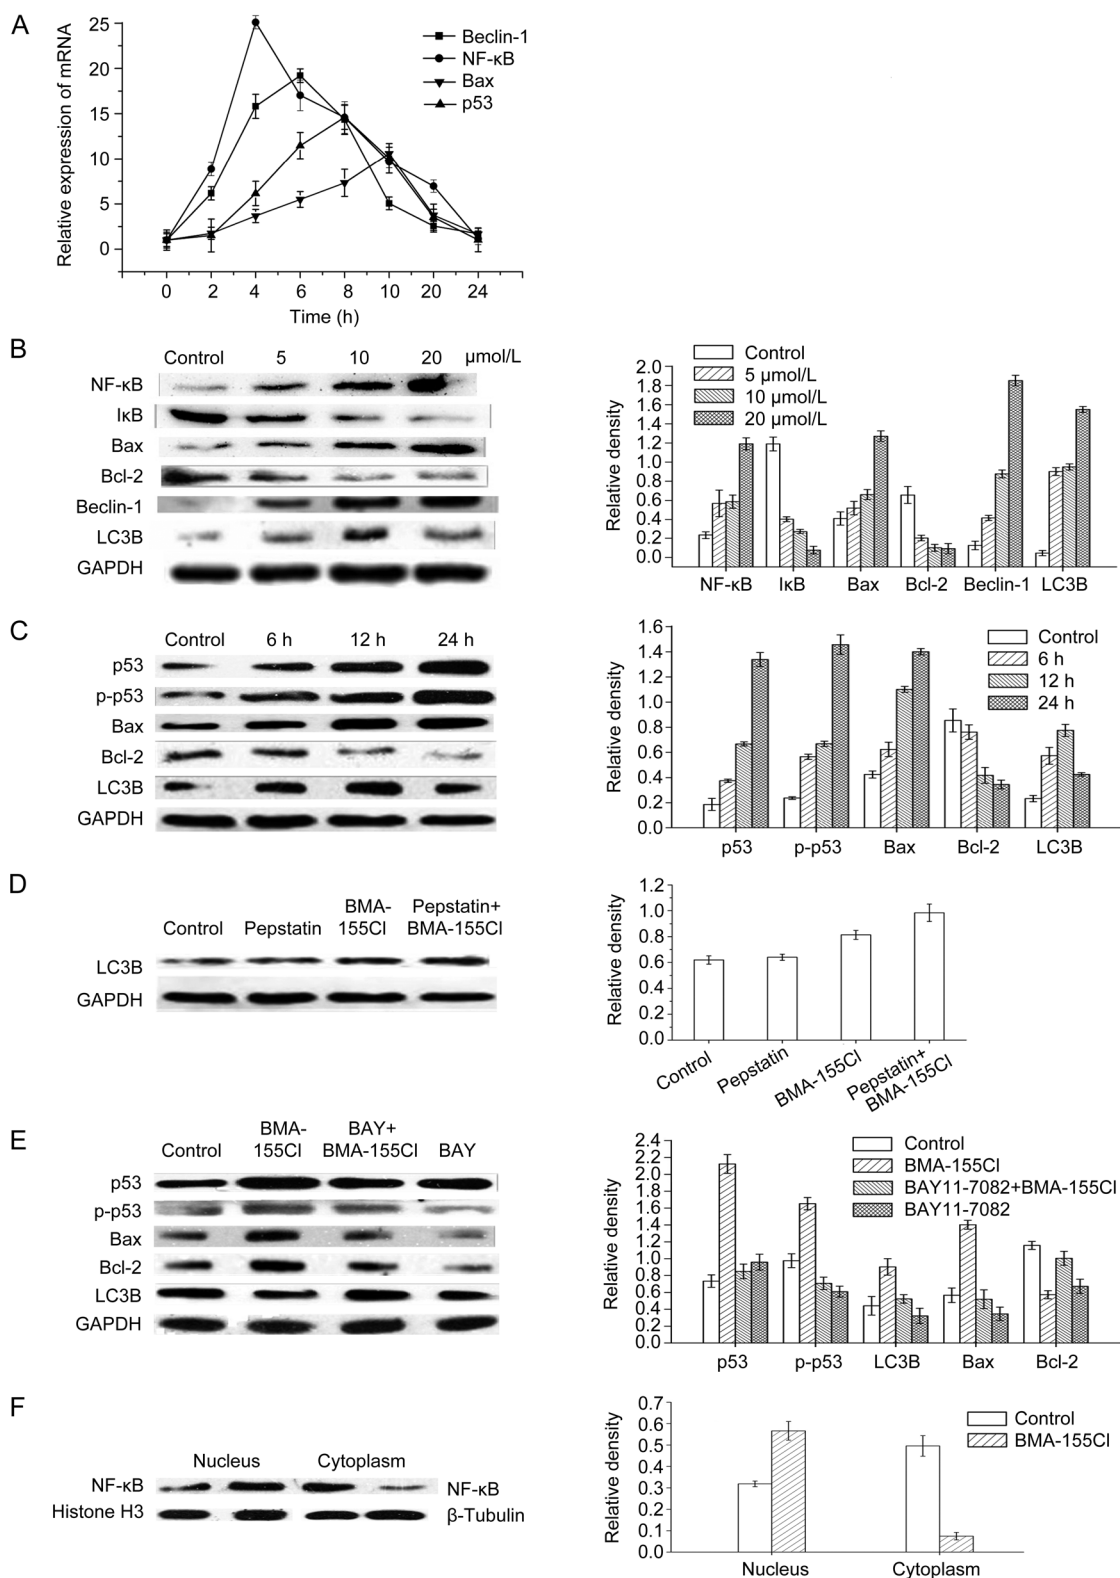 A
Relative expression of mRNA
25
20
15
10
5
0
Beclin-1
NF-κB
Bax
p53
0 2 4 6 8 10 20 24
Time (h)
B
Control 5 10 20 μmol/L
NF-κB
IκB
Bax
Bcl-2
Beclin-1
LC3B
GAPDH
Relative density
2.0
1.8
1.6
1.4
1.2
1.0
0.8
0.6
0.4
0.2
0.0
Control
5 μmol/L
10 μmol/L
20 μmol/L
NF-κB IκB Bax Bcl-2 Beclin-1 LC3B
C
Control 6 h 12 h 24 h
p53
p-p53
Bax
Bcl-2
LC3B
GAPDH
Relative density
1.6
1.4
1.2
1.0
0.8
0.6
0.4
0.2
0.0
Control
6 h
12 h
24 h
p53 p-p53 Bax Bcl-2 LC3B
D
Control Pepstatin BMA-155Cl Pepstatin+BMA-155Cl
LC3B
GAPDH
Relative density
1.2
1.0
0.8
0.6
0.4
0.2
0.0
Control
Pepstatin
BMA-155Cl
Pepstatin+
BMA-155Cl
E
Control BMA-155Cl BAY+BMA-155Cl BAY
p53
p-p53
Bax
Bcl-2
LC3B
GAPDH
Relative density
2.4
2.2
2.0
1.8
1.6
1.4
1.2
1.0
0.8
0.6
0.4
0.2
0.0
Control
BMA-155Cl
BAY11-7082+BMA-155Cl
BAY11-7082
p53 p-p53 LC3B Bax Bcl-2
F
Nucleus Cytoplasm
NF-κB NF-κB
Histone H3 β-Tubulin
Relative density
0.7
0.6
0.5
0.4
0.3
0.2
0.1
0.0
Control
BMA-155Cl
Nucleus Cytoplasm